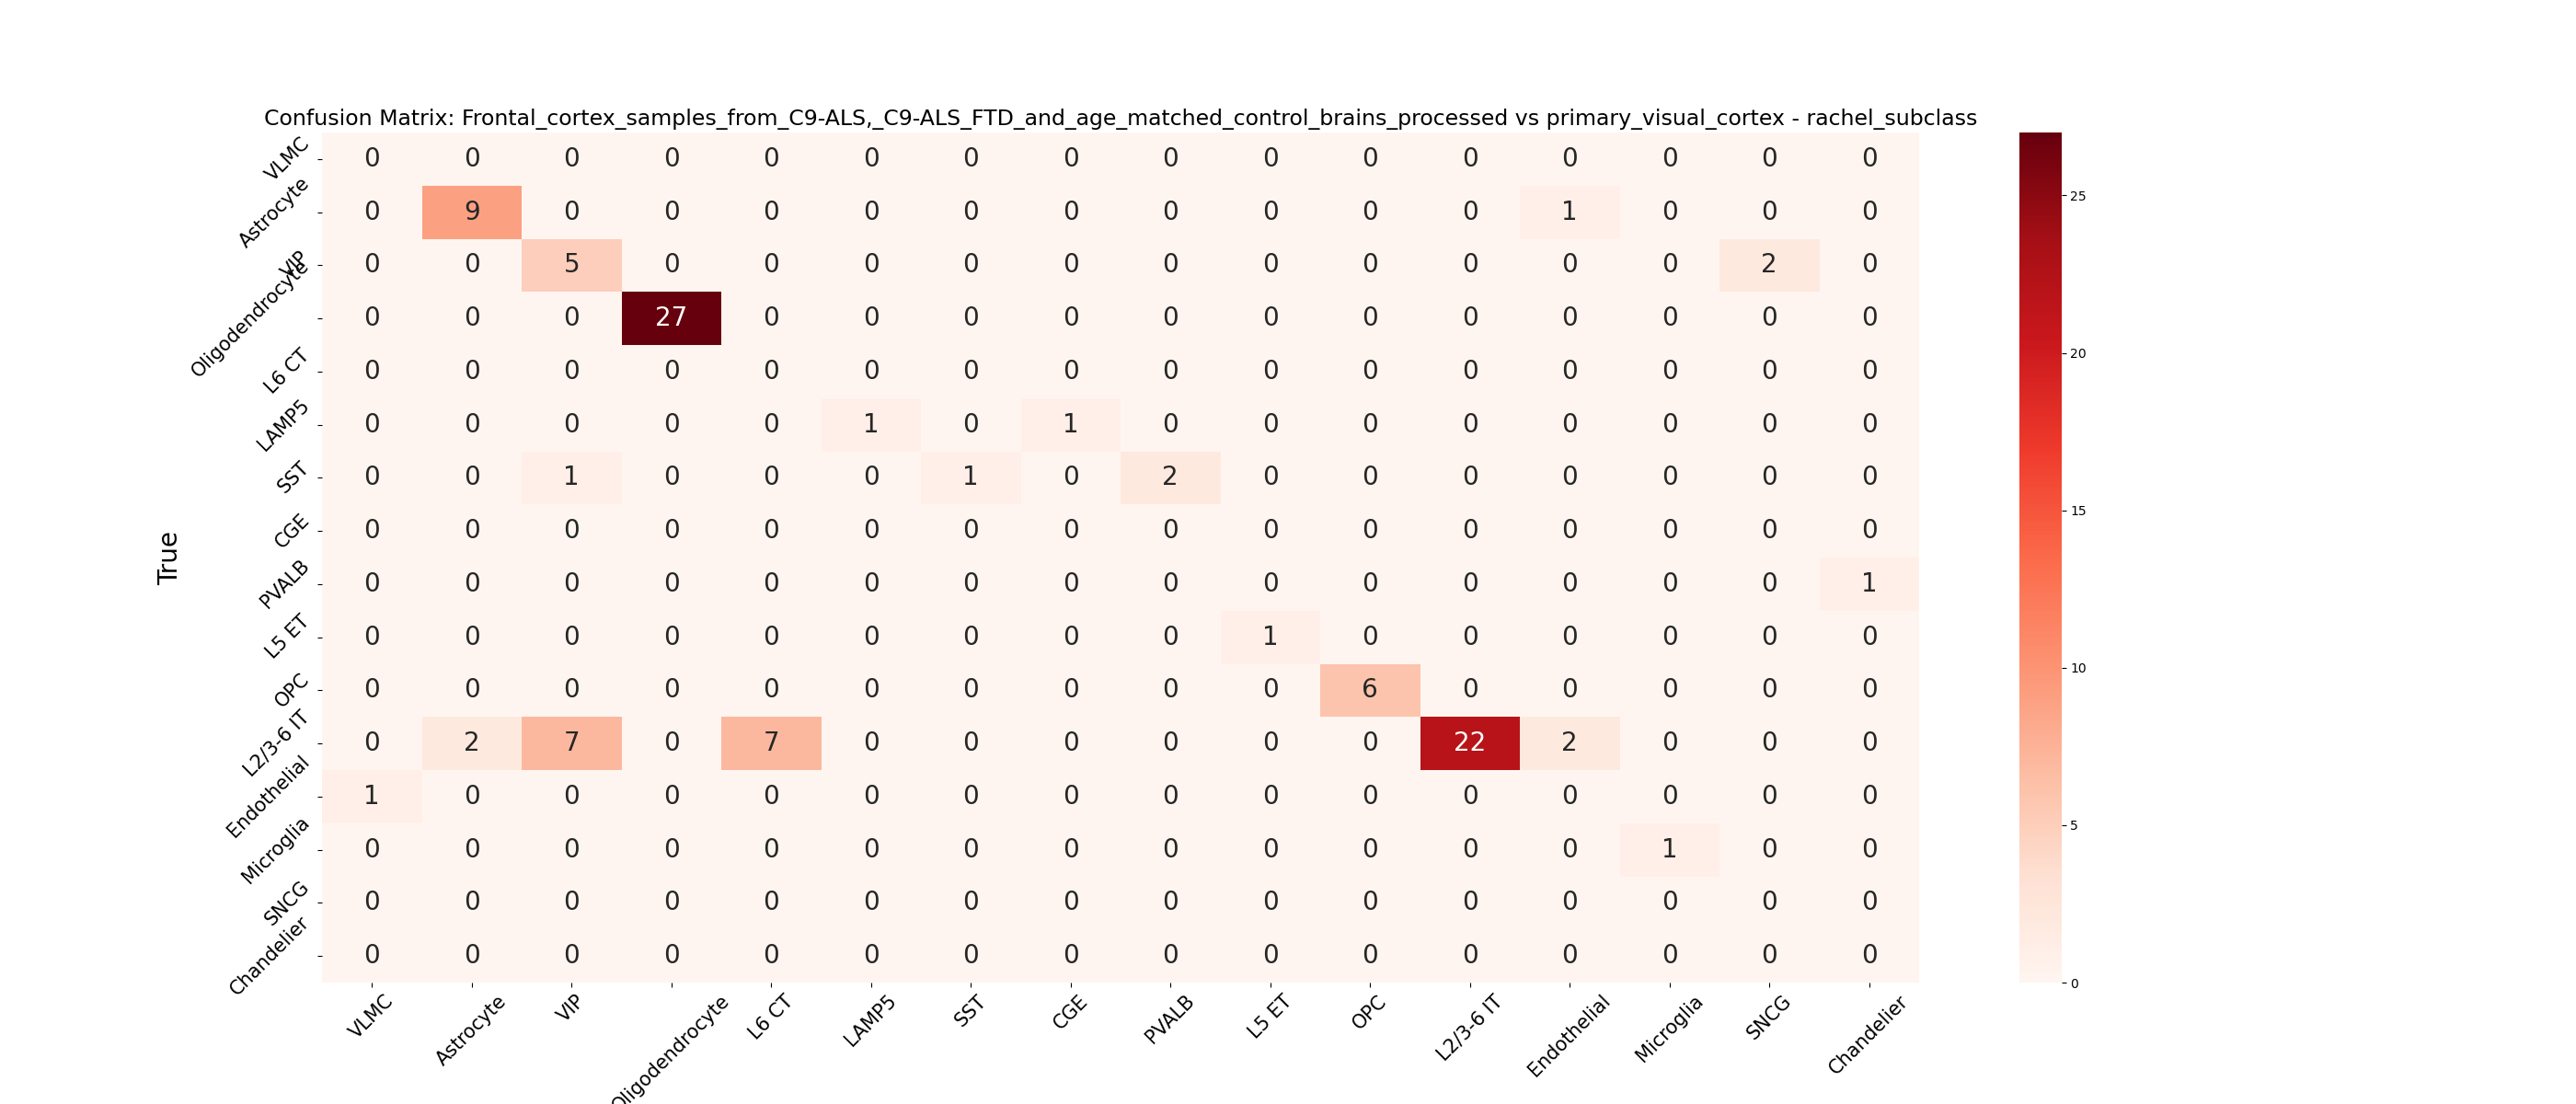 Confusion Matrix: Frontal_cortex_samples_from_C9-ALS,_C9-ALS_FTD_and_age_matched_control_brains_processed vs primary_visual_cortex - rachel_subclass
True
VLMC 0 0 0 0 0 0 0 0 0 0 0 0 0 0 0 0
Astrocyte 0 9 0 0 0 0 0 0 0 0 0 0 1 0 0 0
VIP 0 0 5 0 0 0 0 0 0 0 0 0 0 0 2 0
Oligodendrocyte 0 0 0 27 0 0 0 0 0 0 0 0 0 0 0 0
L6 CT 0 0 0 0 0 0 0 0 0 0 0 0 0 0 0 0
LAMP5 0 0 0 0 0 1 0 1 0 0 0 0 0 0 0 0
SST 0 0 1 0 0 0 1 0 2 0 0 0 0 0 0 0
CGE 0 0 0 0 0 0 0 0 0 0 0 0 0 0 0 0
PVALB 0 0 0 0 0 0 0 0 0 0 0 0 0 0 0 1
L5 ET 0 0 0 0 0 0 0 0 0 1 0 0 0 0 0 0
OPC 0 0 0 0 0 0 0 0 0 0 6 0 0 0 0 0
L2/3-6 IT 0 2 7 0 7 0 0 0 0 0 0 22 2 0 0 0
Endothelial 1 0 0 0 0 0 0 0 0 0 0 0 0 0 0 0
Microglia 0 0 0 0 0 0 0 0 0 0 0 0 0 1 0 0
SNCG 0 0 0 0 0 0 0 0 0 0 0 0 0 0 0 0
Chandelier 0 0 0 0 0 0 0 0 0 0 0 0 0 0 0 0
VLMC Astrocyte VIP Oligodendrocyte L6 CT LAMP5 SST CGE PVALB L5 ET OPC L2/3-6 IT Endothelial Microglia SNCG Chandelier
25
20
15
10
5
0